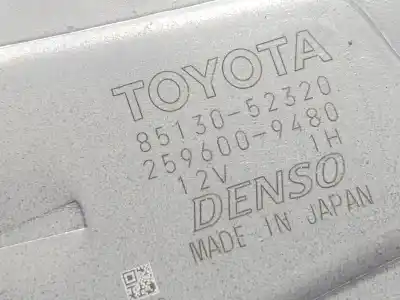 TOYOTA
85130-52320
259600-9480
12V 1H
DENSO
MADE IN JAPAN